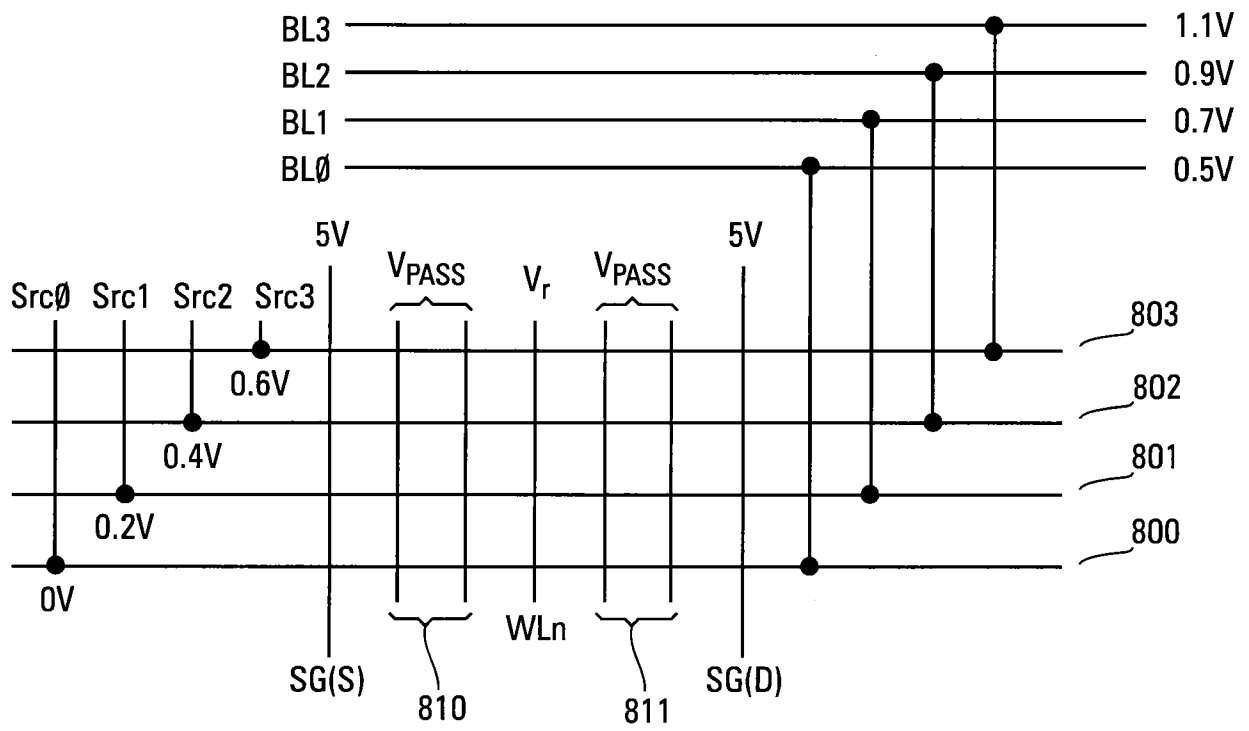 BL3 1.1V
BL2 0.9V
BL1 0.7V
BLØ 0.5V
5V 5V
VPASS Vr VPASS
SrcØ Src1 Src2 Src3
803
0.6V
802
0.4V
801
0.2V
800
0V
WLn
SG(S) SG(D)
810 811